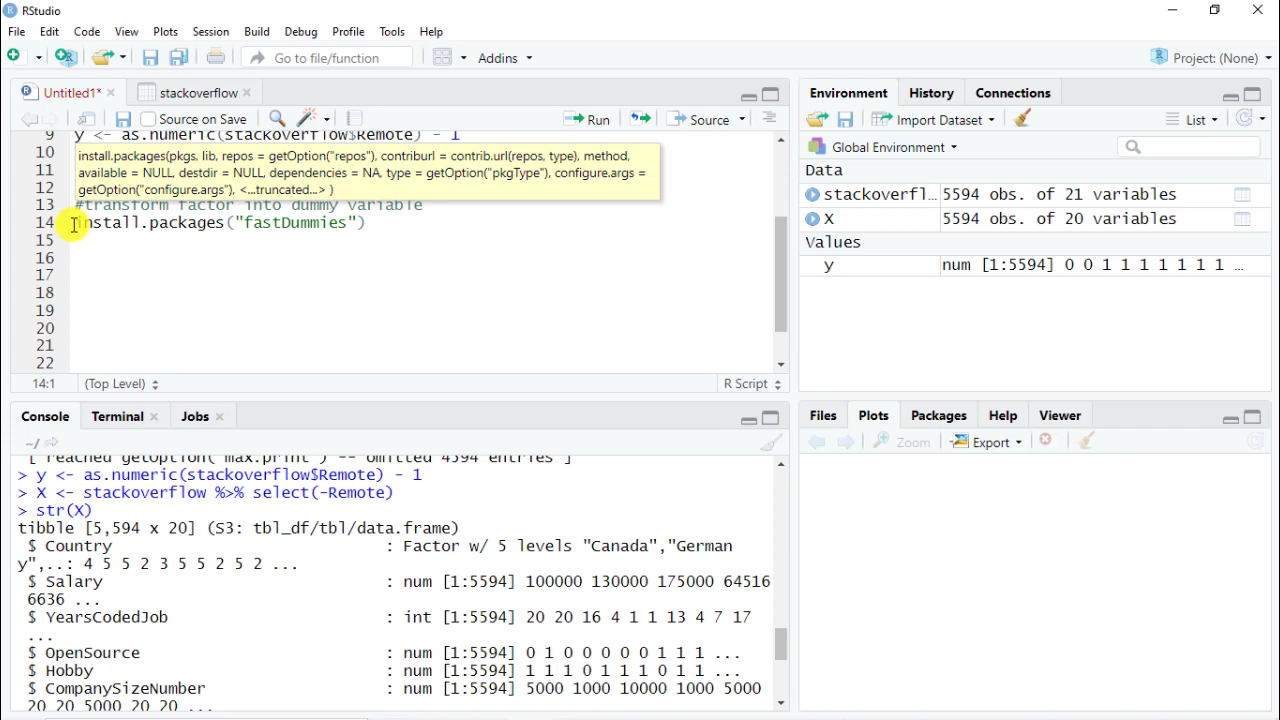 RStudio
File Edit Code View Plots Session Build Debug Profile Tools Help
Go to file/function Addins Project: (None)
Untitled1* stackoverflow
Source on Save Run Source
9 y <- as.numeric(stackoverflow$Remote) - 1
10
11
12
install.packages(pkgs, lib, repos = getOption("repos"), contriburl = contrib.url(repos, type), method,
available = NULL, destdir = NULL, dependencies = NA, type = getOption("pkgType"), configure.args =
getOption("configure.args"), <...truncated...> )
13 #transform factor into dummy variable
14 install.packages("fastDummies")
15
16
17
18
19
20
21
22
14:1 (Top Level) R Script
Console Terminal Jobs
~/
[ reached getOption("max.print") -- omitted 4594 entries ]
> y <- as.numeric(stackoverflow$Remote) - 1
> X <- stackoverflow %>% select(-Remote)
> str(X)
tibble [5,594 x 20] (S3: tbl_df/tbl/data.frame)
$ Country : Factor w/ 5 levels "Canada","German
y",..: 4 5 5 2 3 5 5 2 5 2 ...
$ Salary : num [1:5594] 100000 130000 175000 64516
6636 ...
$ YearsCodedJob : int [1:5594] 20 20 16 4 1 1 13 4 7 17
...
$ OpenSource : num [1:5594] 0 1 0 0 0 0 0 1 1 1 ...
$ Hobby : num [1:5594] 1 1 1 0 1 1 1 0 1 1 ...
$ CompanySizeNumber : num [1:5594] 5000 1000 10000 1000 5000
20 20 5000 20 20 ...
Environment History Connections
Import Dataset List
Global Environment
Data
stackoverfl… 5594 obs. of 21 variables
X 5594 obs. of 20 variables
Values
y num [1:5594] 0 0 1 1 1 1 1 1 1 …
Files Plots Packages Help Viewer
Zoom Export